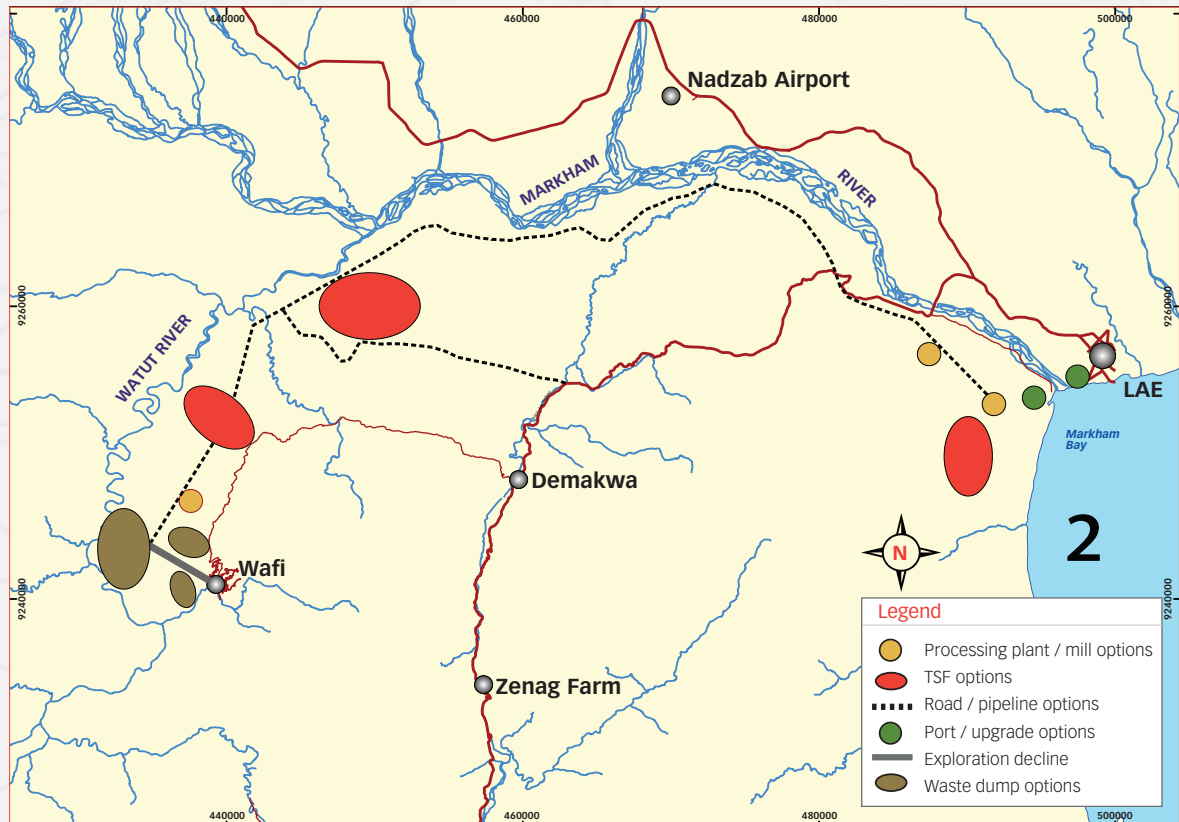 440000
460000
480000
500000
Nadzab Airport
MARKHAM
RIVER
9260000
9260000
WATUT RIVER
LAE
Markham
Bay
Demakwa
2
N
Wafi
9240000
9240000
Zenag Farm
Legend
Processing plant / mill options
TSF options
Road / pipeline options
Port / upgrade options
Exploration decline
Waste dump options
440000
460000
480000
500000